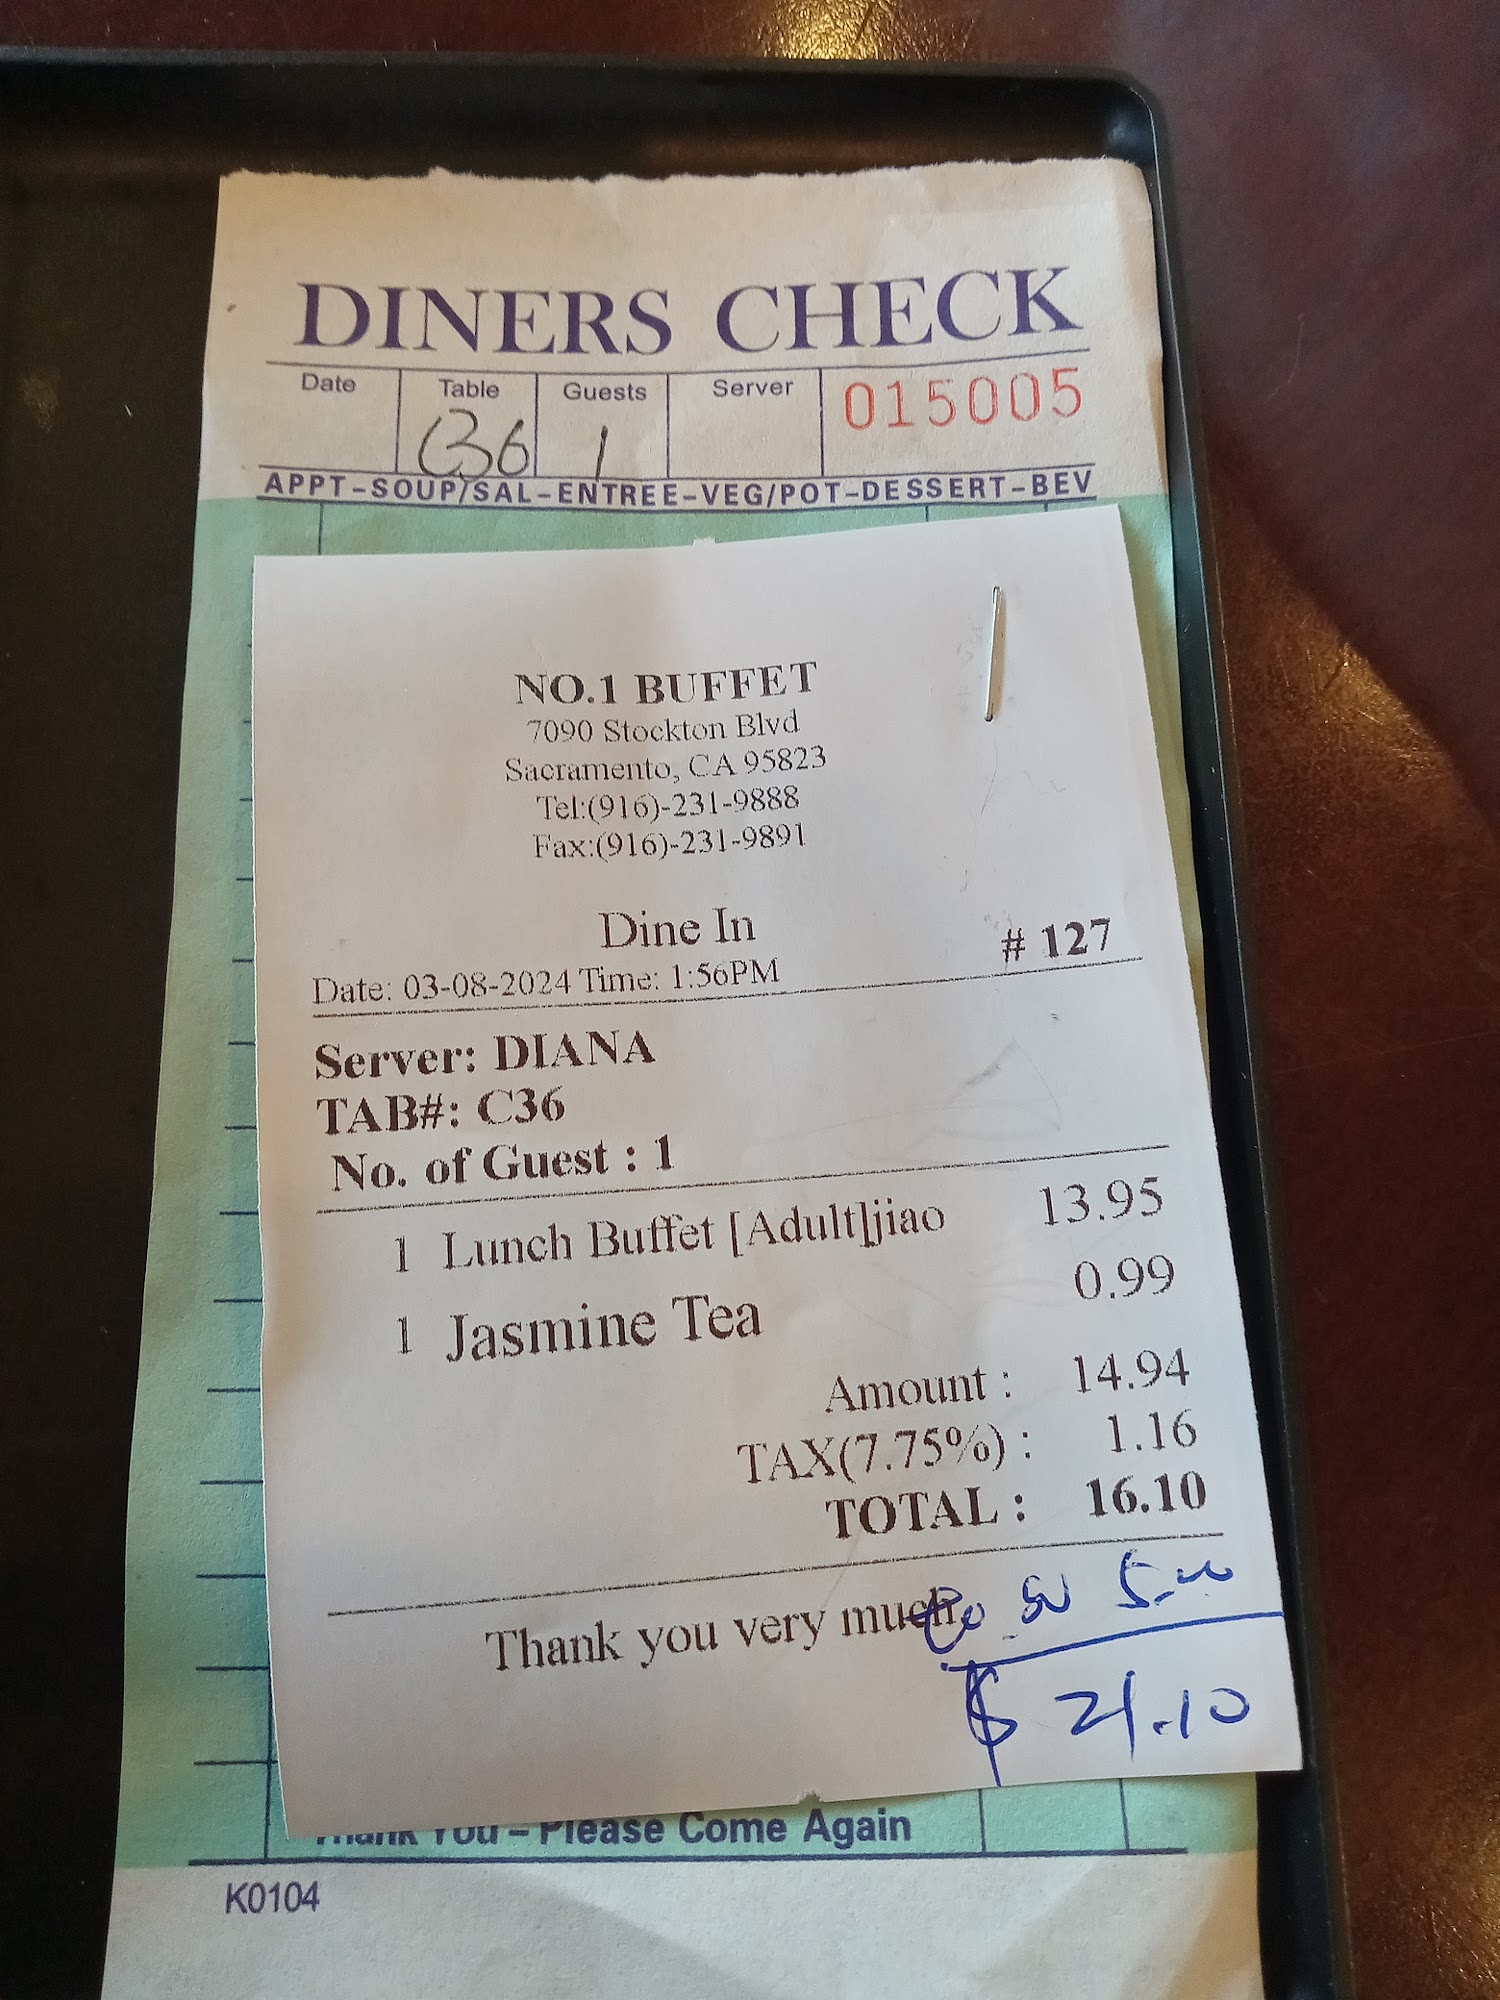 DINERS CHECK
Date Table Guests Server 015005
C36 1
APPT-SOUP/SAL-ENTREE-VEG/POT-DESSERT-BEV
NO.1 BUFFET
7090 Stockton Blvd
Sacramento, CA 95823
Tel:(916)-231-9888
Fax:(916)-231-9891
Dine In
# 127
Date: 03-08-2024 Time: 1:56PM
Server: DIANA
TAB#: C36
No. of Guest : 1
1 Lunch Buffet [Adult]jiao 13.95
1 Jasmine Tea 0.99
Amount : 14.94
TAX(7.75%) : 1.16
TOTAL : 16.10
5.00
Thank you very much
$ 21.10
Thank You – Please Come Again
K0104